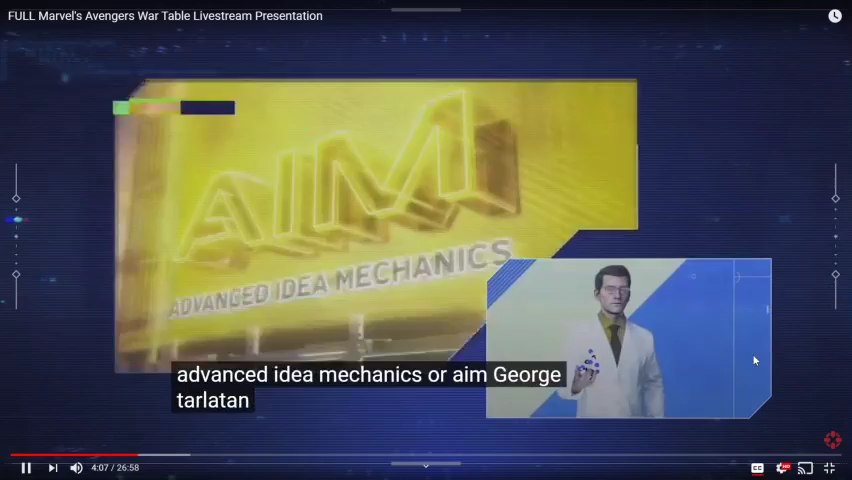 FULL Marvel's Avengers War Table Livestream Presentation
AIM
ADVANCED IDEA MECHANICS
advanced idea mechanics or aim George
tarlatan
4:07 / 26:58
CC